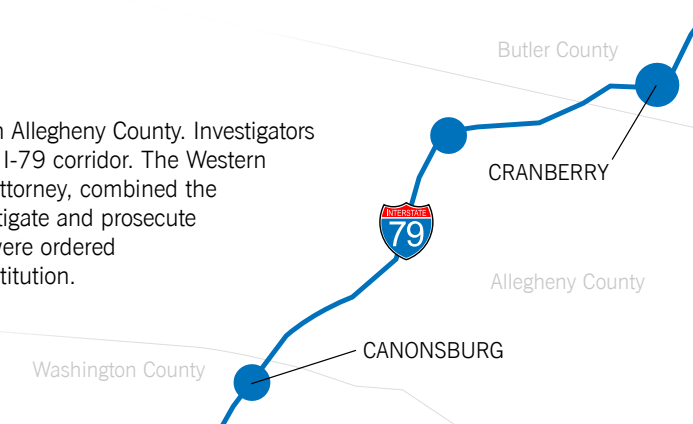 Butler County
n Allegheny County. Investigators
I-79 corridor. The Western
ttorney, combined the
tigate and prosecute
were ordered
titution.
CRANBERRY
INTERSTATE
79
Allegheny County
CANONSBURG
Washington County